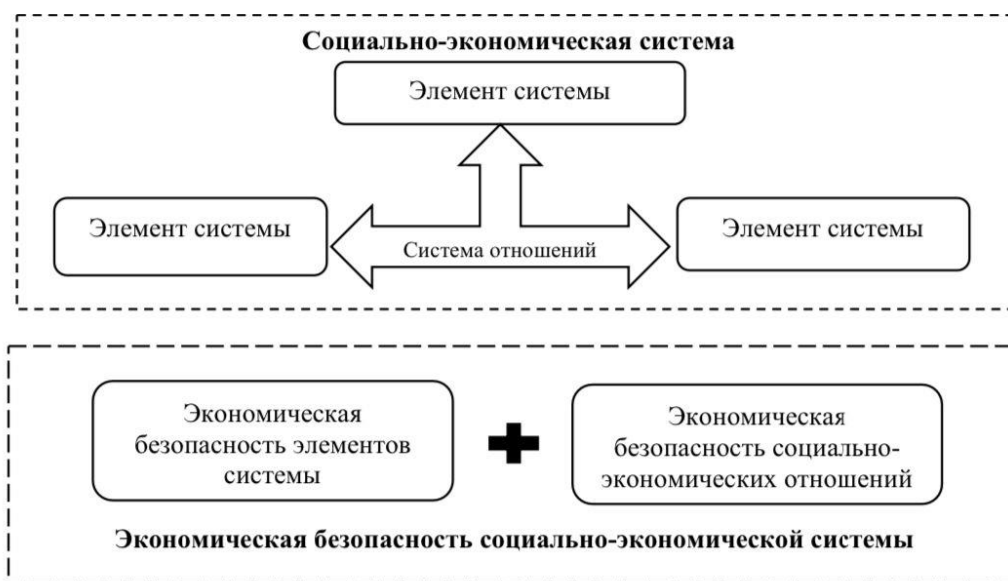 Социально-экономическая система
Элемент системы
Элемент системы
Элемент системы
Система отношений
Экономическая
безопасность элементов
системы
Экономическая
безопасность социально-
экономических отношений
Экономическая безопасность социально-экономической системы